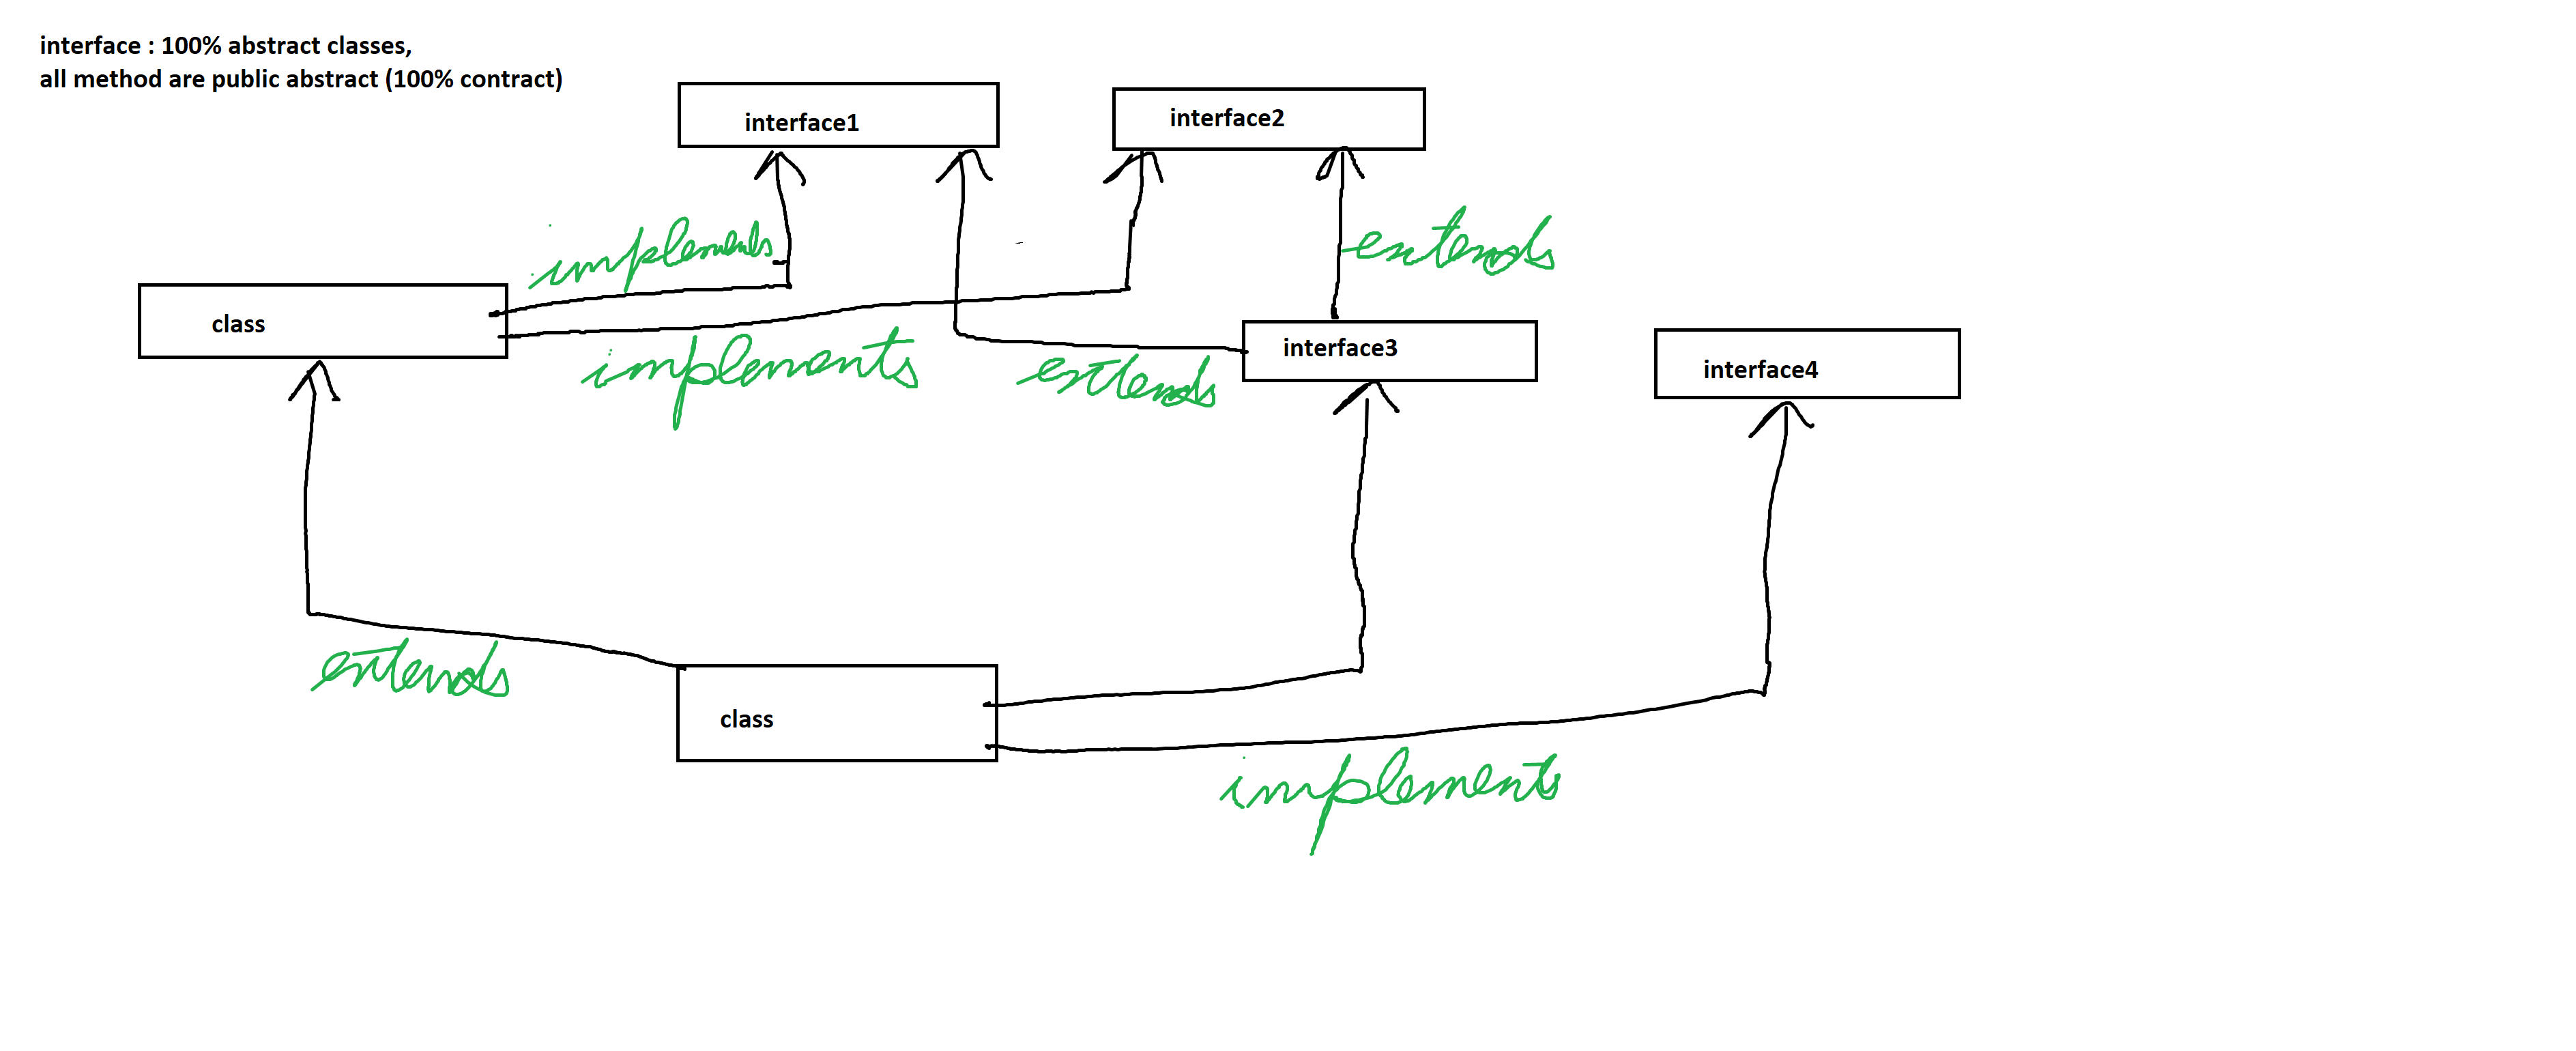 interface : 100% abstract classes,
all method are public abstract (100% contract)
interface1
interface2
implements
extends
class
implements
extends
interface3
interface4
extends
class
implements